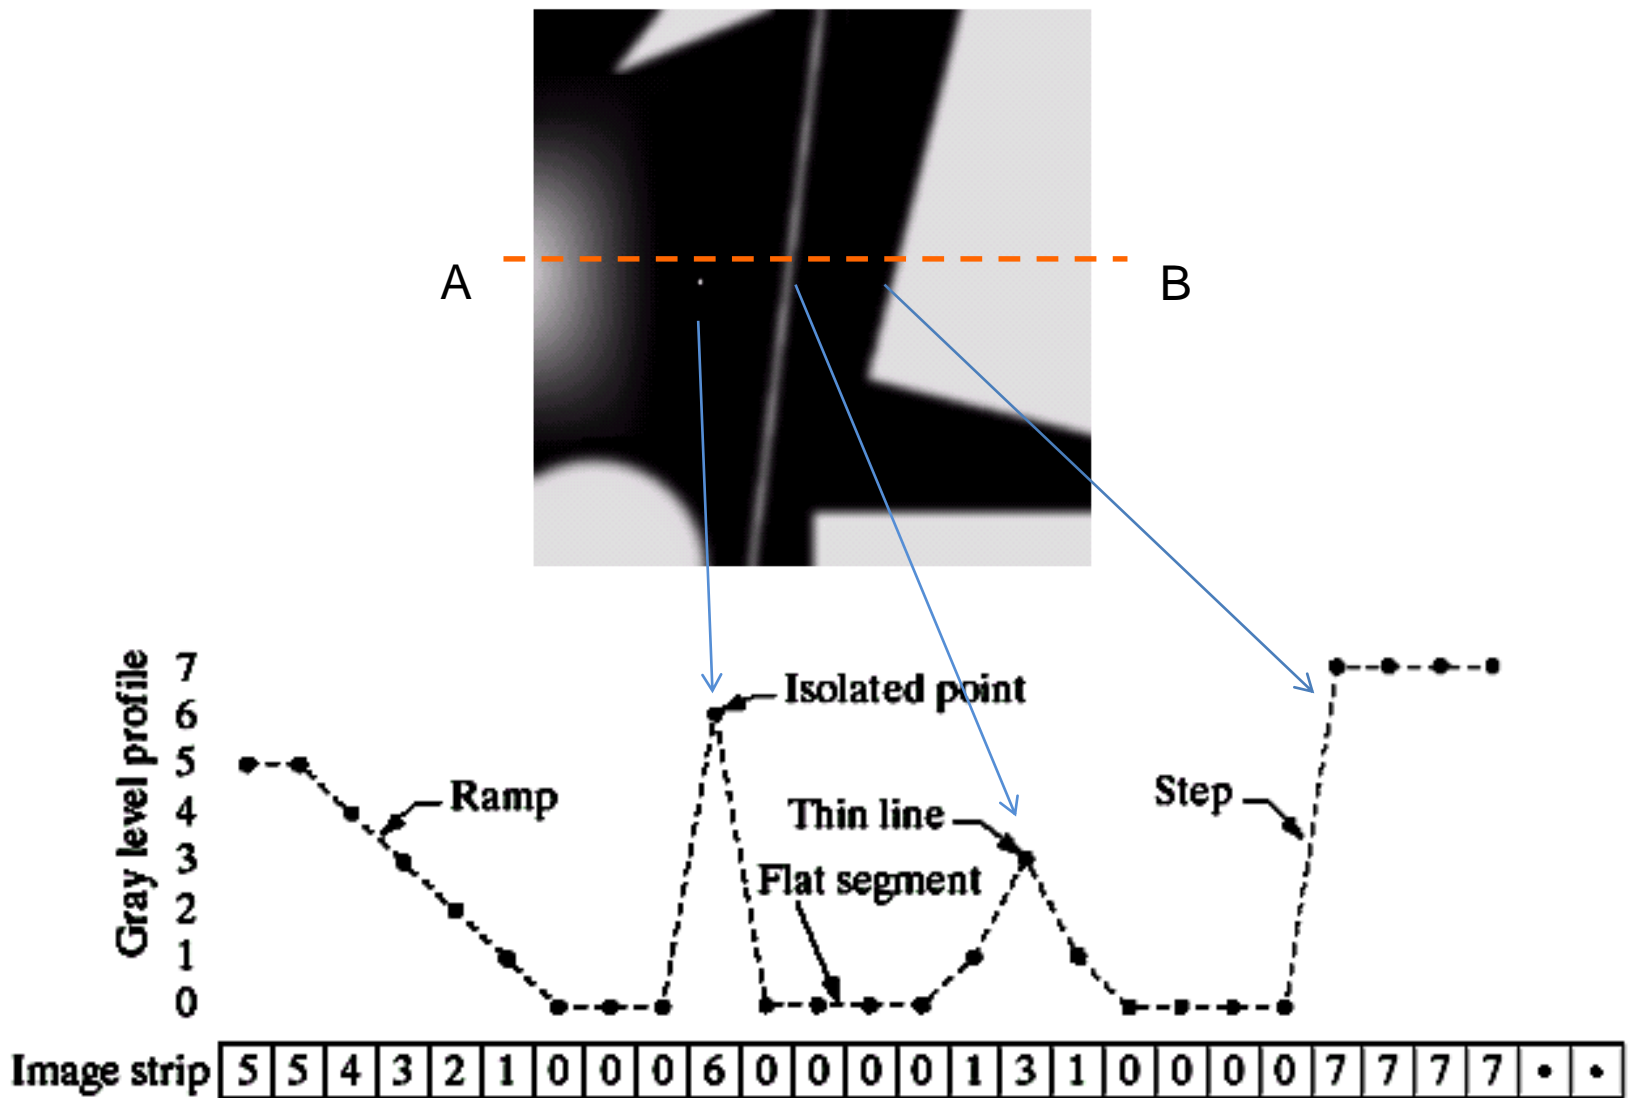 A
B
Gray level profile
7
6
5
4
3
2
1
0
Isolated point
Ramp
Thin line
Step
Flat segment
Image strip 5 5 4 3 2 1 0 0 0 6 0 0 0 0 1 3 1 0 0 0 0 7 7 7 7 • •